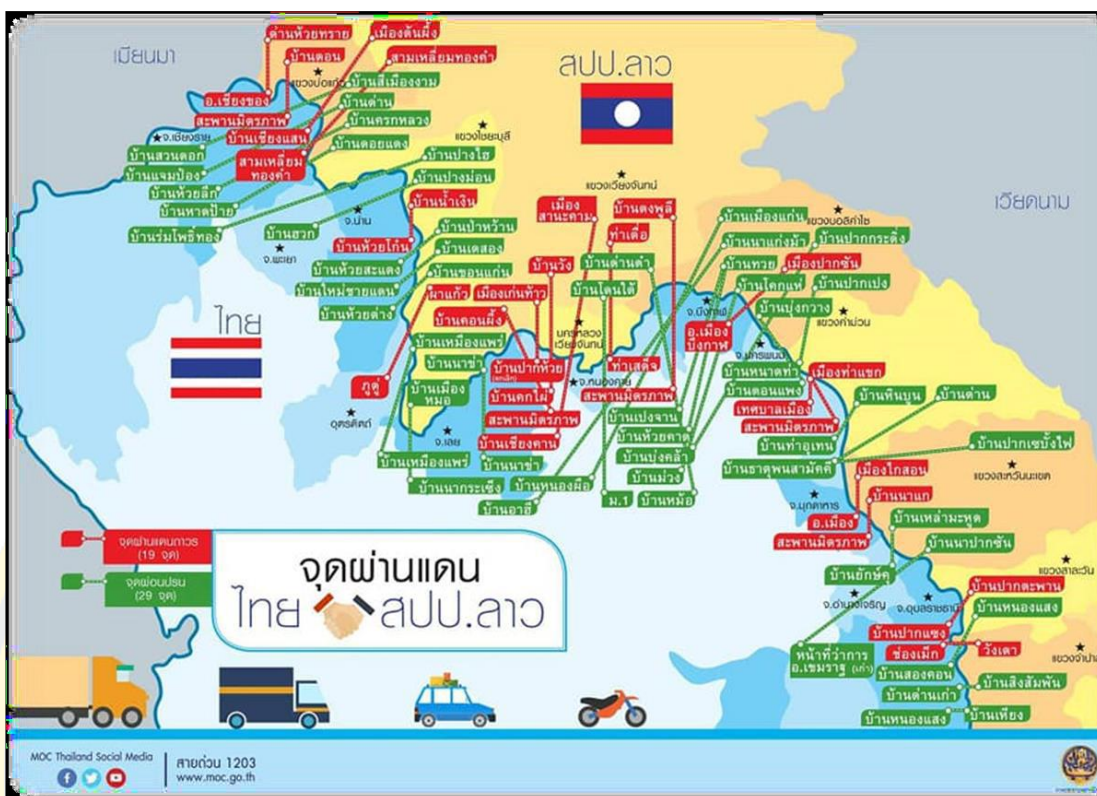 เมียนมา
สปป.ลาว
เวียดนาม
ไทย
ด่านห้วยทราย
เมืองต้นผึ้ง
บ้านดอน
สามเหลี่ยมทองคำ
แขวงบ่อแก้ว
บ้านสีเมืองงาม
อ.เชียงของ
บ้านด่าน
สะพานมิตรภาพ
บ้านครกหลวง
จ.เชียงราย
บ้านเชียงแสน
บ้านดอยแดง
แขวงไชยะบุลี
บ้านสวนดอก
สามเหลี่ยม
ทองคำ
บ้านปางไฮ
บ้านแจมป๋อง
บ้านปางม่อน
บ้านห้วยลึก
บ้านหาดป้าย
บ้านร่มโพธิ์ทอง
บ้านฮวก
จ.น่าน
จ.พะเยา
บ้านน้ำเงิน
บ้านห้วยโก๋น
บ้านป่าหว้าน
บ้านห้วยสะแตง
บ้านเดสอง
บ้านใหม่ชายแดน
บ้านขอนแก่น
บ้านห้วยต่าง
ผาแก้ว
เมืองแก่นท้าว
บ้านวัง
บ้านคอนผึ้ง
บ้านเหมืองแพร่
บ้านนาข่า
บ้านปากห้วย
ภูดู่
บ้านเมือง
หมอ
บ้านคกไผ่
อุตรดิตถ์
สะพานมิตรภาพ
จ.เลย
บ้านเชียงคาน
บ้านเหมืองแพร่
บ้านนาข่า
บ้านนากระเซ็ง
บ้านหนองผือ
บ้านอาฮี
แขวงเวียงจันทน์
เมือง
สานะคาม
บ้านดงพูลี
ท่าเดื่อ
บ้านด่านดำ
บ้านโดนใต้
นครหลวง
เวียงจันทน์
จ.หนองคาย
ท่าเสด็จ
สะพานมิตรภาพ
บ้านเปงจาน
บ้านห้วยคาด
บ้านบุ่งคล้า
บ้านม่วง
ม.1
บ้านหม้อ
บ้านเมืองแก่น
แขวงบอลิคำไซ
บ้านนาแก่งม้า
บ้านปากกระดิ่ง
บ้านทวย
เมืองปากซัน
บ้านโคกแห่
บ้านปากเปง
บ้านบุ่งกวาง
จ.บึงกาฬ
แขวงคำม่วน
อ.เมือง
บึงกาฬ
จ.นครพนม
บ้านหนาดท่า
เมืองท่าแขก
บ้านดอนแพง
เทศบาลเมือง
สะพานมิตรภาพ
บ้านหินบูน
บ้านด่าน
บ้านท่าอุเทน
บ้านปากเซบั้งไฟ
บ้านธาตุพนสามัคคี
เมืองไกสอน
แขวงสะหวันนะเขต
บ้านนาแก
จ.มุกดาหาร
อ.เมือง
สะพานมิตรภาพ
บ้านเหล่ามะหูด
บ้านนาปากซัน
บ้านยักษ์คุ
แขวงสาละวัน
บ้านปากตะพาน
จ.อำนาจเจริญ
จ.อุบลราชธานี
บ้านหนองแสง
บ้านปากแซง
ช่องเม็ก
วังเตา
หน้าที่ว่าการ
อ.เขมราฐ (เก่า)
แขวงจำปา
บ้านสองคอน
บ้านสิงสัมพัน
บ้านด่านเก่า
บ้านหนองแสง
บ้านเที่ยง
จุดผ่านแดนถาวร
(19 จุด)
จุดผ่อนปรน
(29 จุด)
จุดผ่านแดน
ไทย สปป.ลาว
MOC Thailand Social Media
สายด่วน 1203
www.moc.go.th